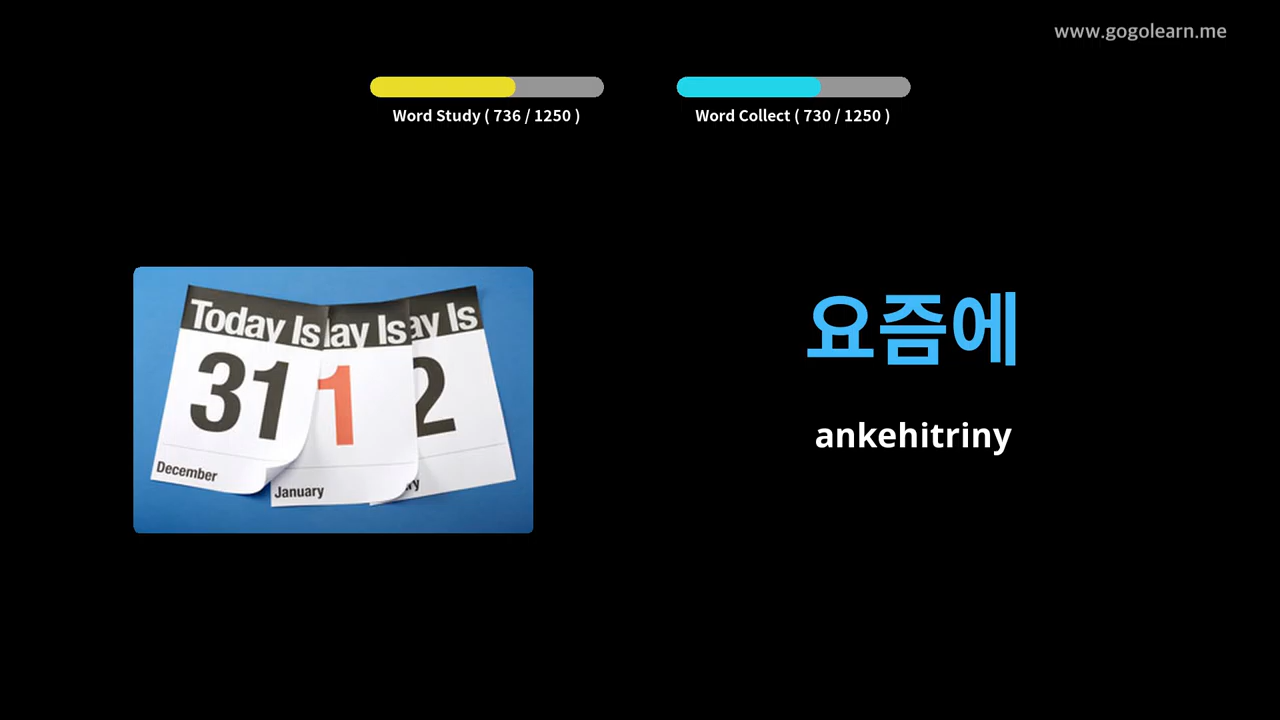 www.gogolearn.me
Word Study ( 736 / 1250 )
Word Collect ( 730 / 1250 )
Today Is
ay Is
ay Is
31
1
2
December
January
요즘에
ankehitriny